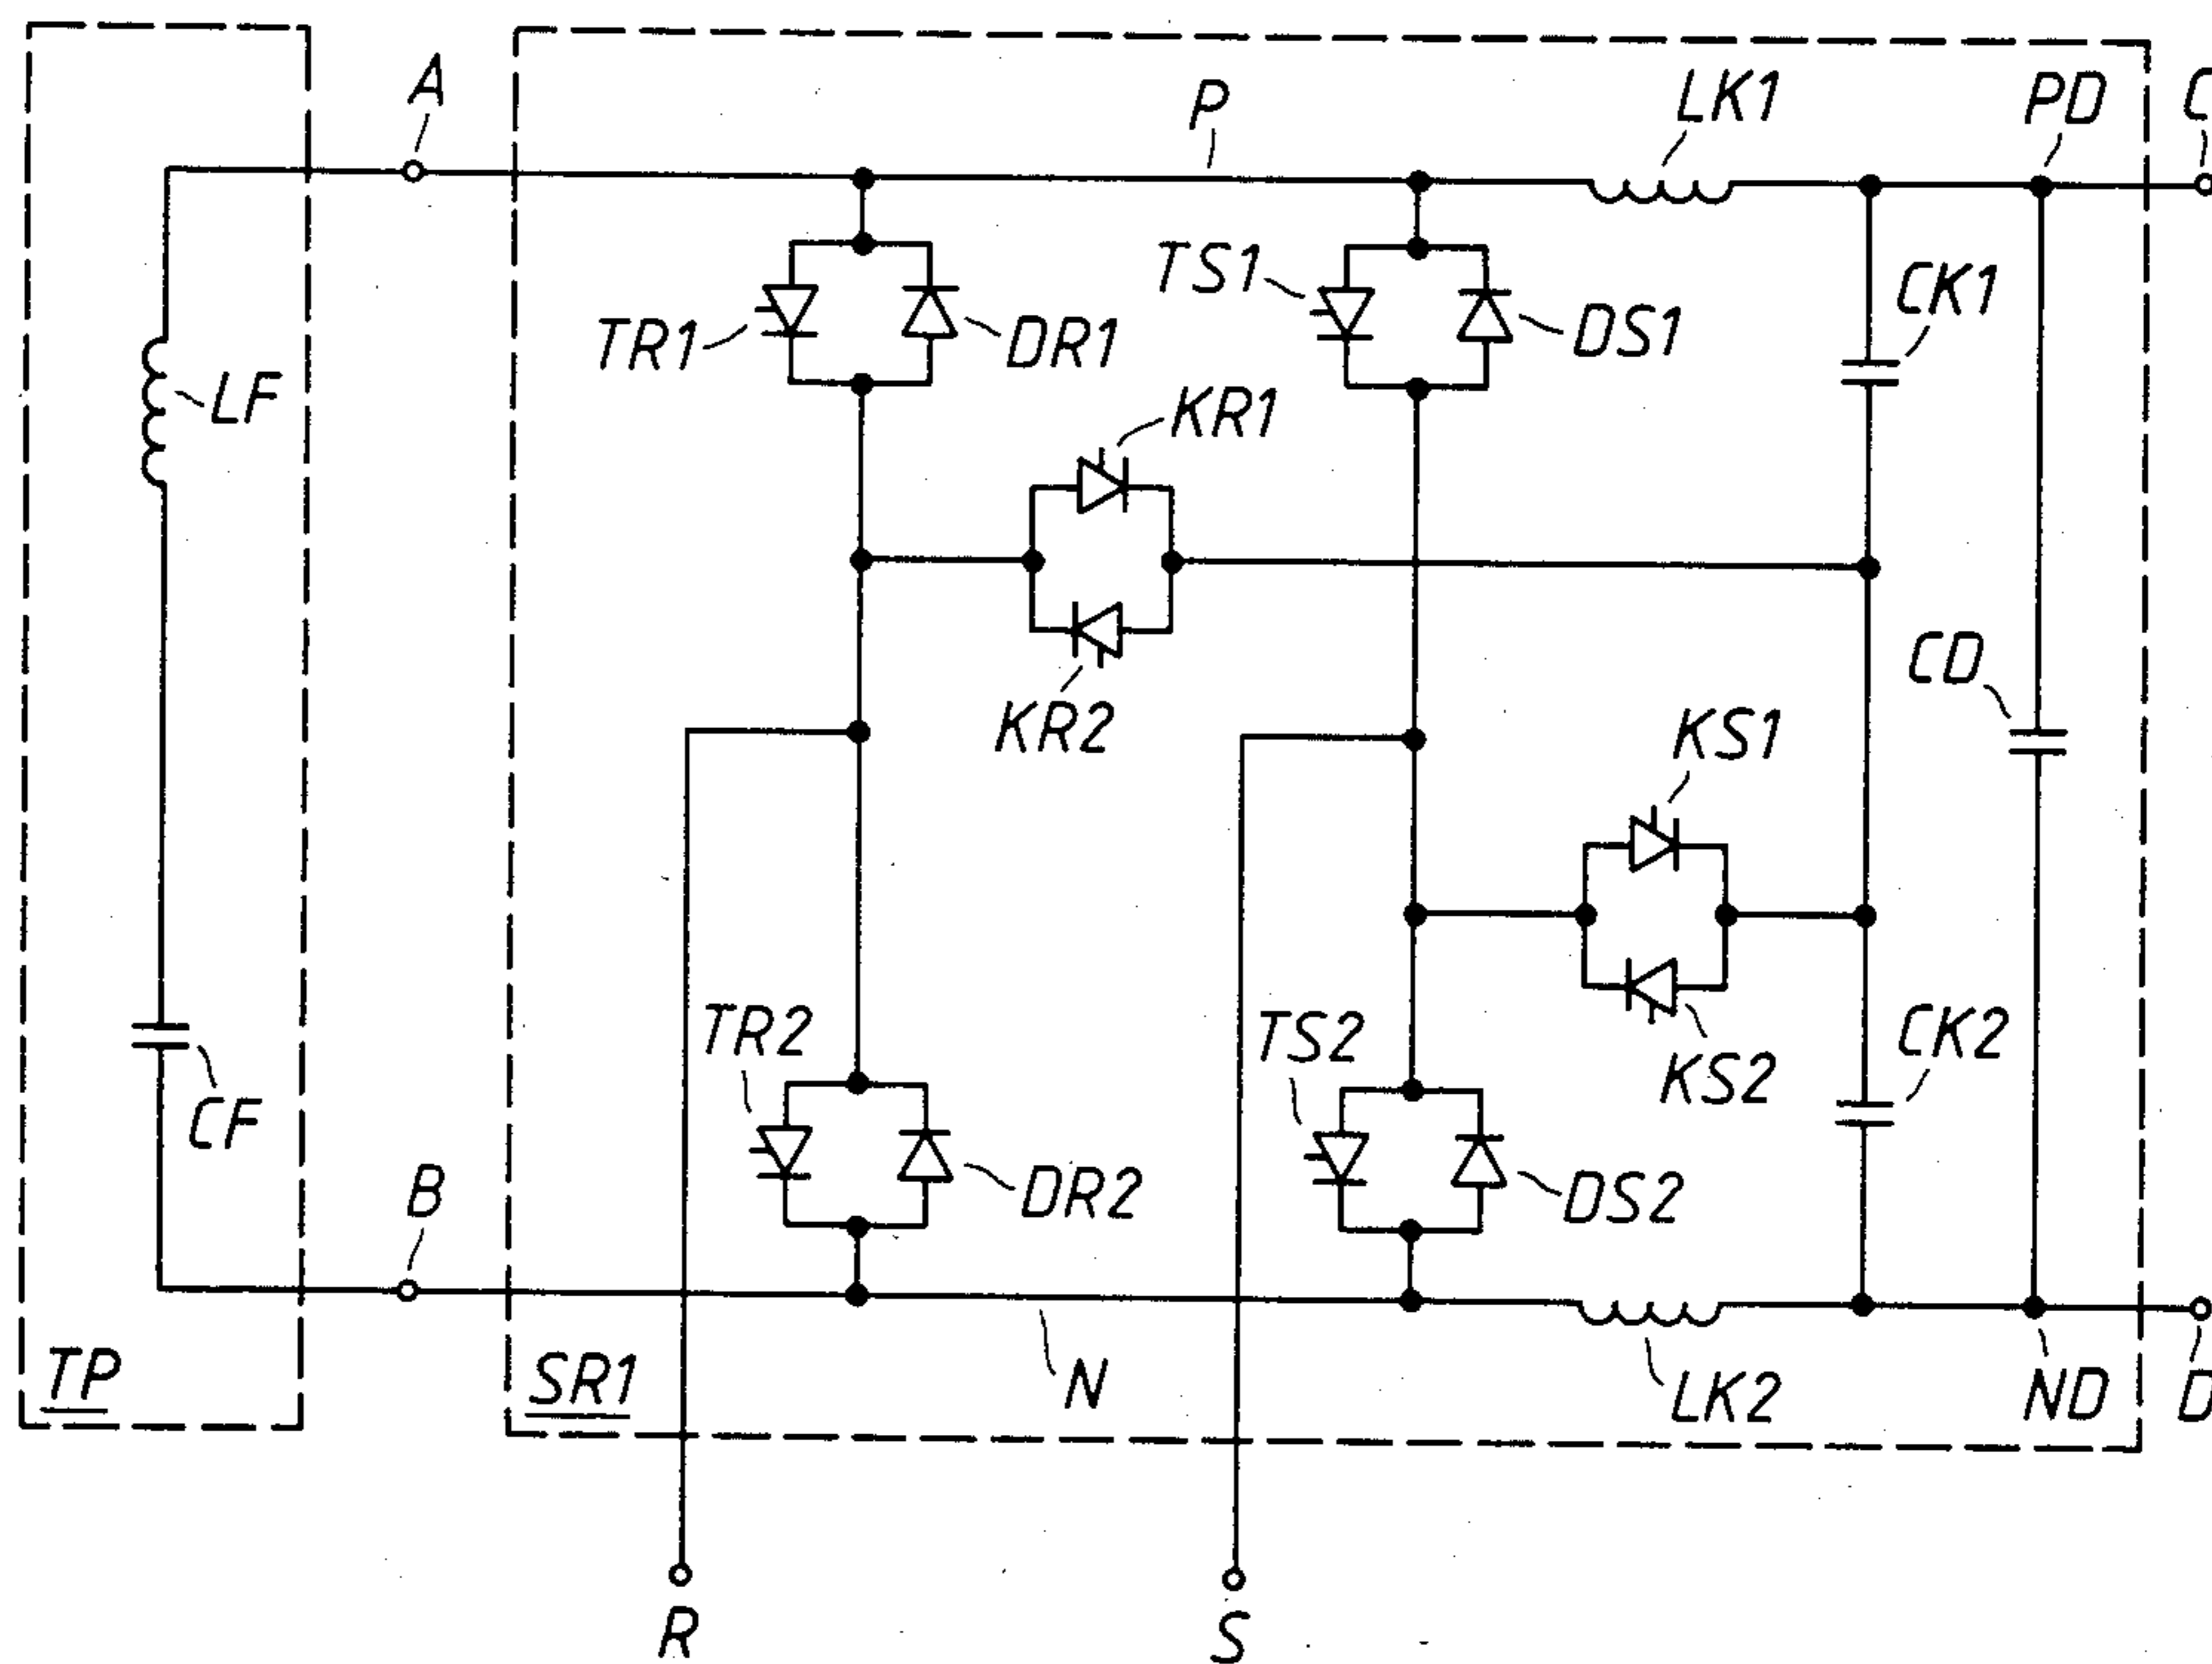 A
P
LK1
PD
C
TS1
CK1
TR1
DR1
DS1
LF
KR1
CD
KR2
KS1
TR2
TS2
CK2
KS2
CF
B
DR2
DS2
TP
SR1
N
LK2
ND
D
R
S